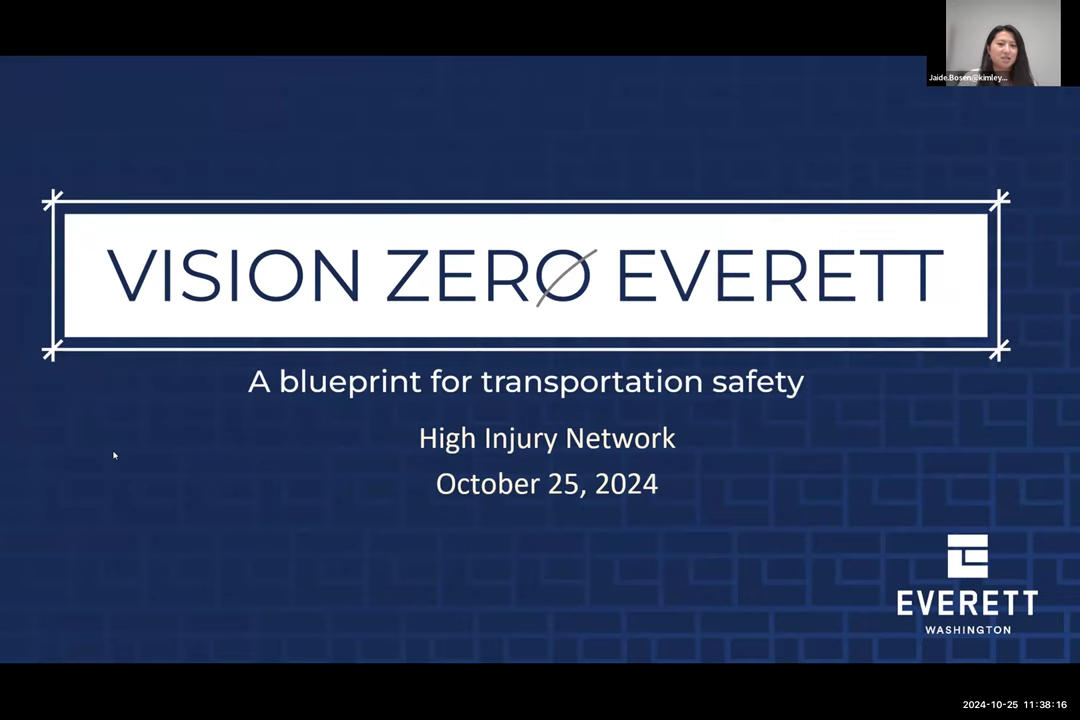 Jaide.Bosen@kimley...
VISION ZERO EVERETT
A blueprint for transportation safety
High Injury Network
October 25, 2024
EVERETT
WASHINGTON
2024-10-25 11:38:16